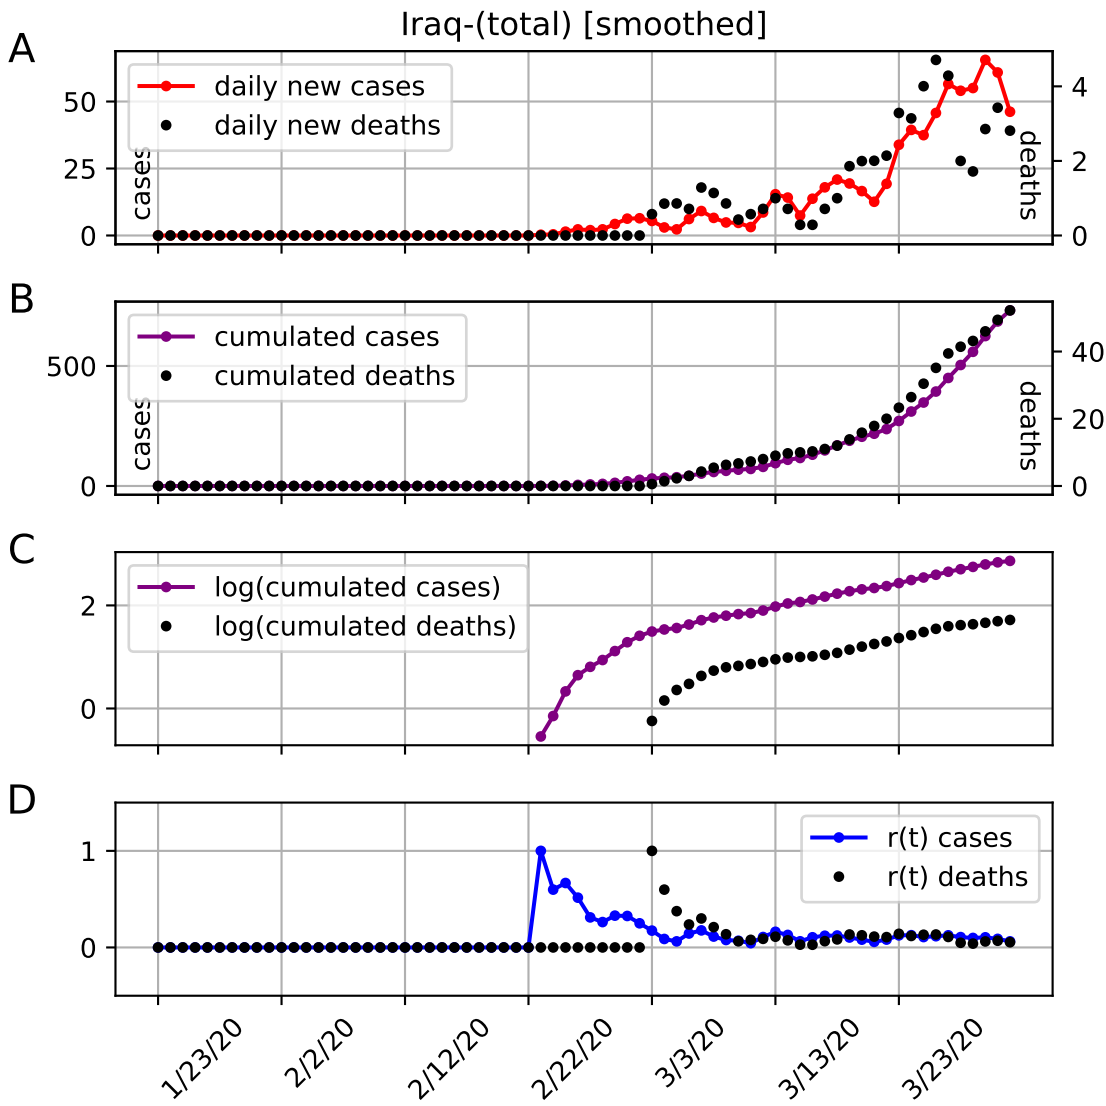 Iraq-(total) [smoothed]
A
daily new cases
daily new deaths
50
25
0
cases
4
2
0
deaths
B
cumulated cases
cumulated deaths
500
0
cases
40
20
0
deaths
C
log(cumulated cases)
log(cumulated deaths)
2
0
D
r(t) cases
r(t) deaths
1
0
1/23/20
2/2/20
2/12/20
2/22/20
3/3/20
3/13/20
3/23/20